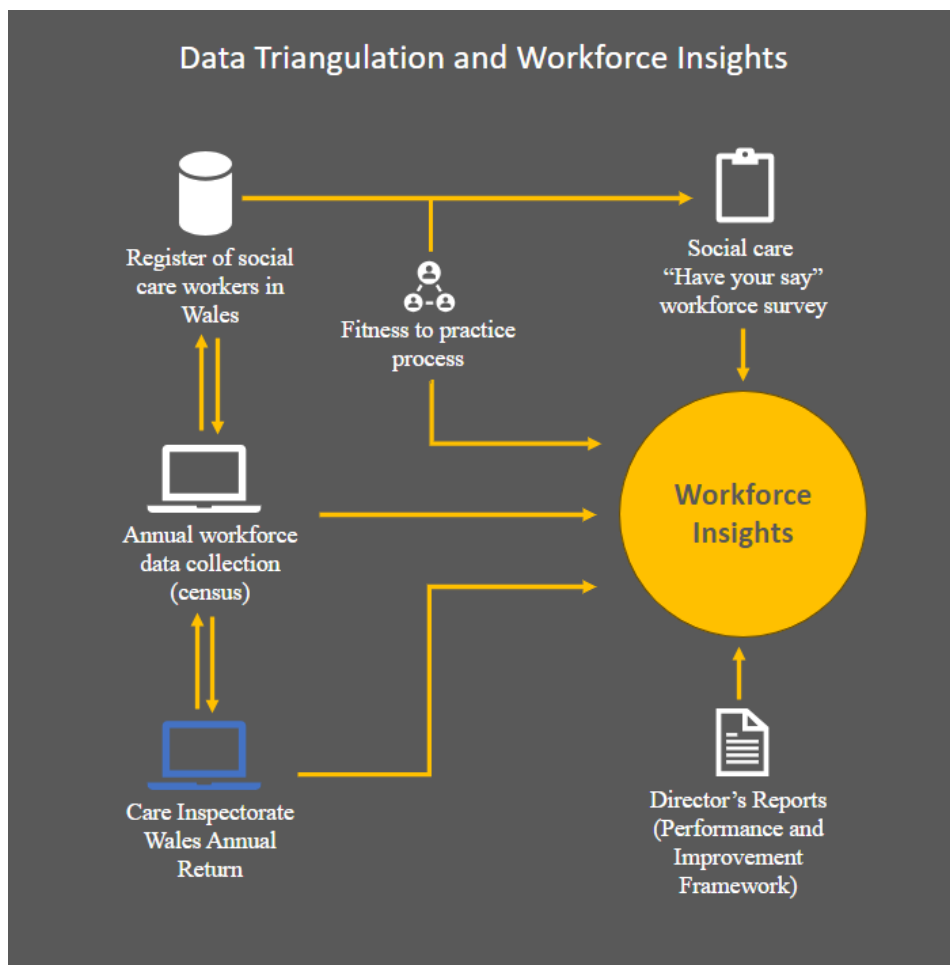 Data Triangulation and Workforce Insights
Register of social
care workers in
Wales
Social care
“Have your say”
workforce survey
Fitness to practice
process
Annual workforce
data collection
(census)
Workforce
Insights
Care Inspectorate
Wales Annual
Return
Director’s Reports
(Performance and
Improvement
Framework)